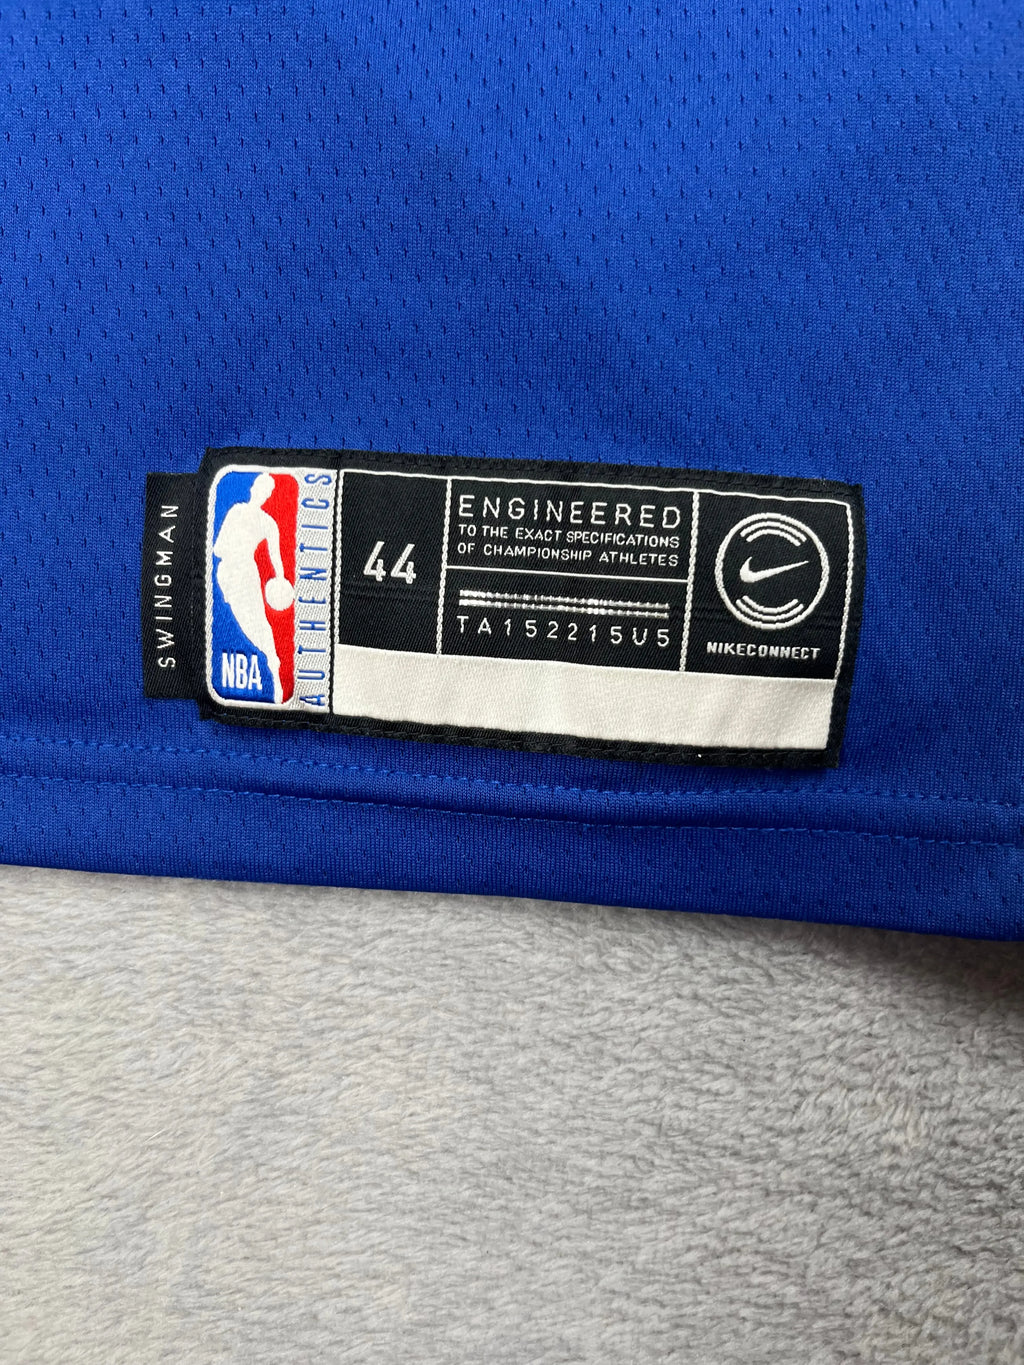 SWINGMAN
NBA
AUTHENTICS
44
ENGINEERED
TO THE EXACT SPECIFICATIONS
OF CHAMPIONSHIP ATHLETES
TA152215U5
NIKECONNECT